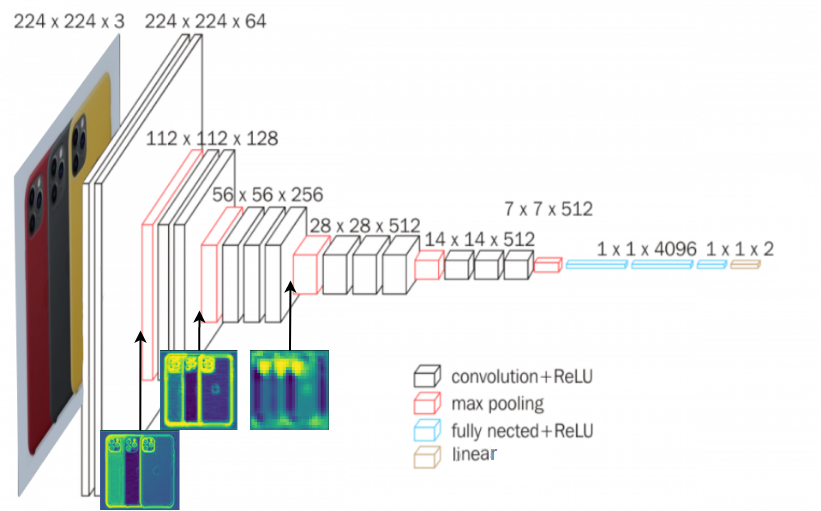 224 x 224 x 3
224 x 224 x 64
112 x 112 x 128
56 x 56 x 256
28 x 28 x 512
14 x 14 x 512
7 x 7 x 512
1 x 1 x 4096
1 x 1 x 2
convolution+ReLU
max pooling
fully nected+ReLU
linear